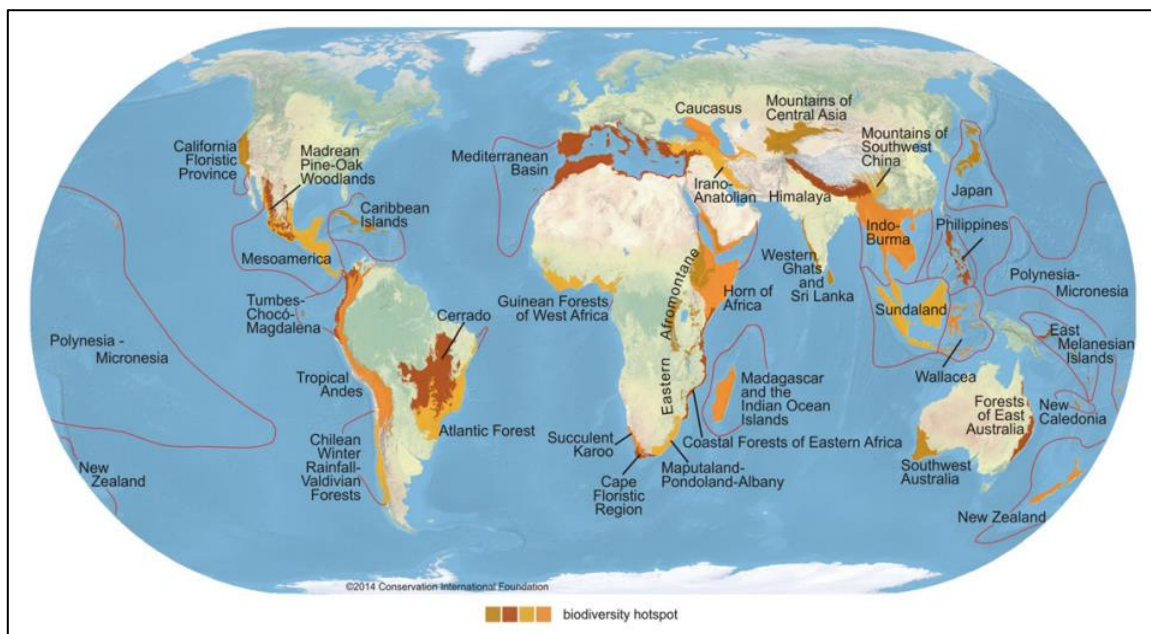 California
Floristic
Province
Madrean
Pine-Oak
Woodlands
Caribbean
Islands
Mesoamerica
Tumbes-
Chocó-
Magdalena
Polynesia -
Micronesia
Cerrado
Tropical
Andes
Atlantic Forest
Chilean
Winter
Rainfall-
Valdivian
Forests
New
Zealand
Mediterranean
Basin
Caucasus
Mountains of
Central Asia
Mountains of
Southwest
China
Irano-
Anatolian
Himalaya
Japan
Indo-
Burma
Philippines
Western
Ghats
and
Sri Lanka
Guinean Forests
of West Africa
Eastern Afromontane
Horn of
Africa
Polynesia-
Micronesia
Sundaland
East
Melanesian
Islands
Wallacea
Madagascar
and the
Indian Ocean
Islands
Coastal Forests of Eastern Africa
Succulent
Karoo
Cape
Floristic
Region
Maputaland-
Pondoland-Albany
Forests
of East
Australia
New
Caledonia
Southwest
Australia
New Zealand
©2014 Conservation International Foundation
biodiversity hotspot